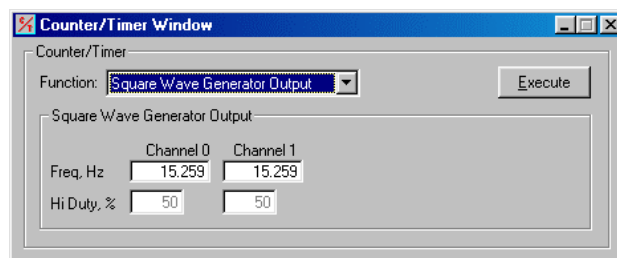 Counter/Timer Window
Counter/Timer
Function: Square Wave Generator Output Execute
Square Wave Generator Output
Channel 0 Channel 1
Freq, Hz 15.259 15.259
Hi Duty, % 50 50